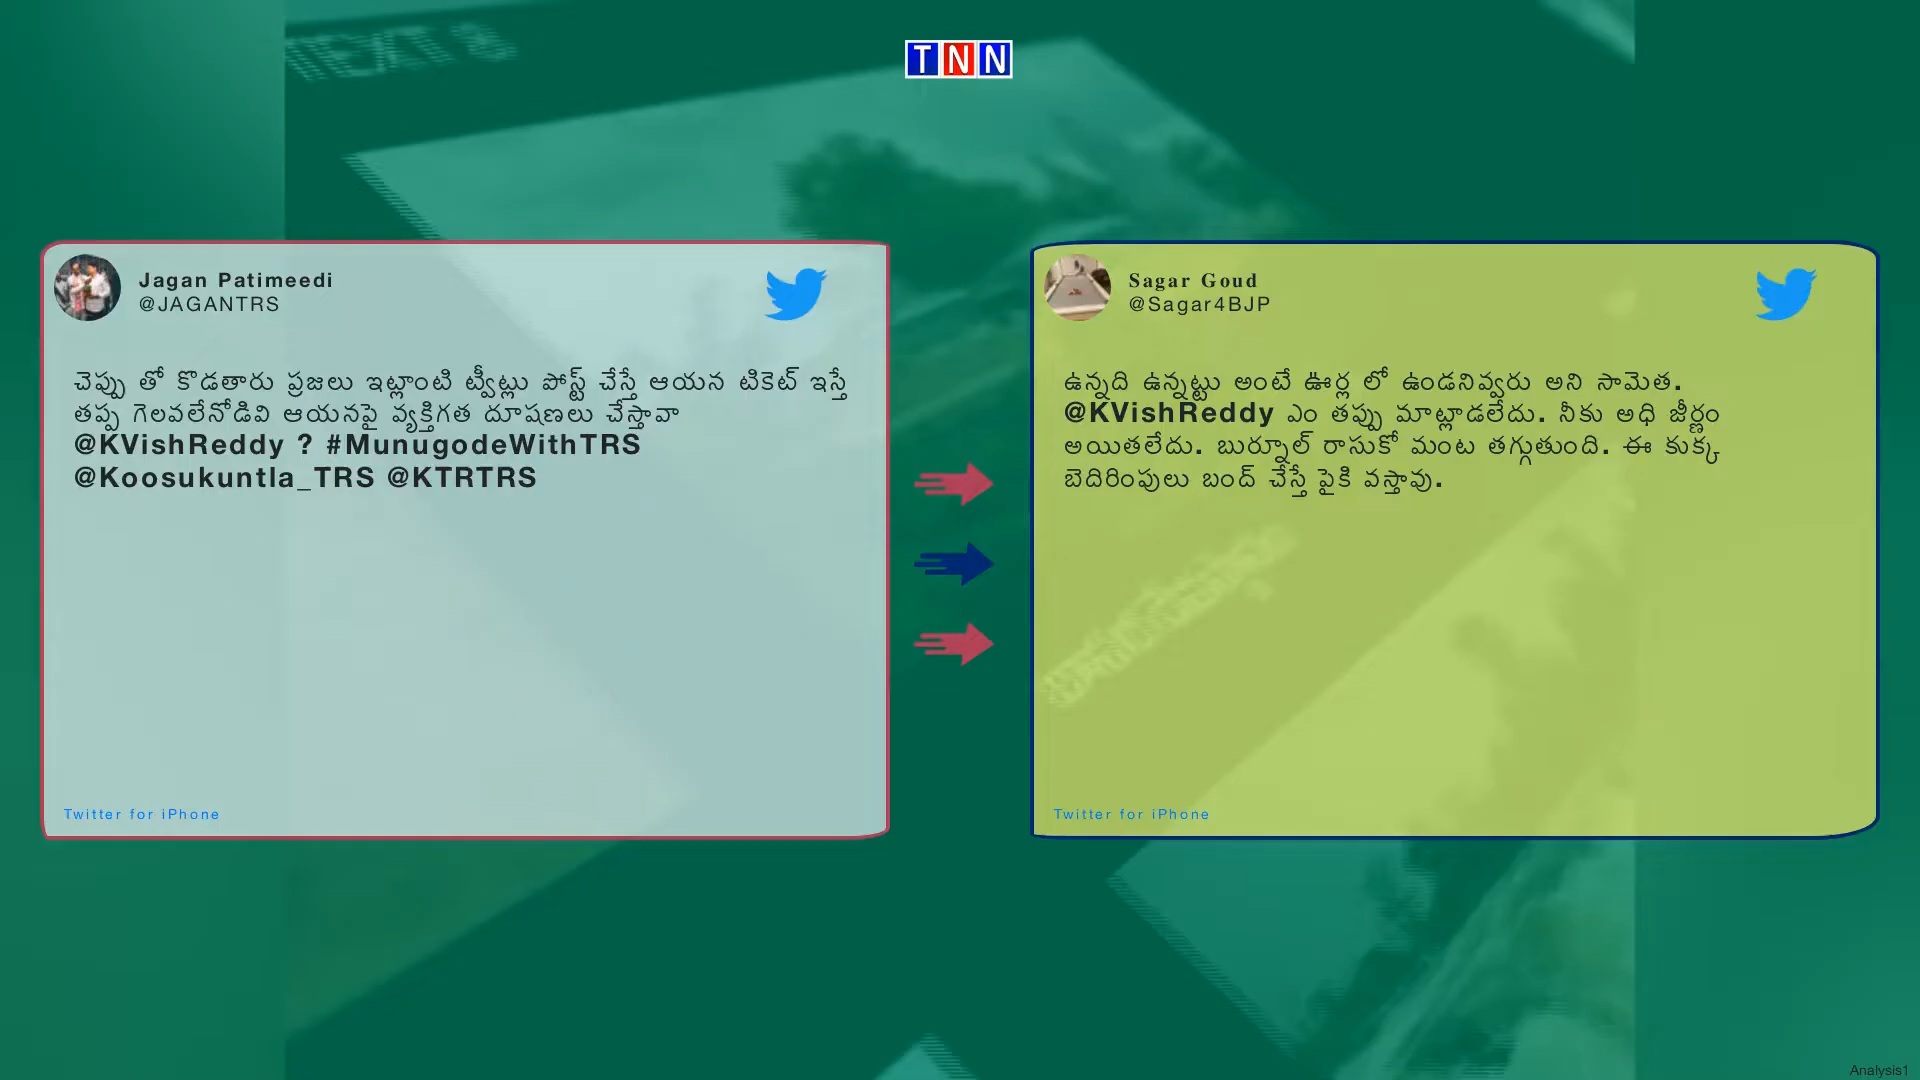 NEXT 8
TNN
Jagan Patimeedi
@JAGANTRS
చెప్పు తో కొడతారు ప్రజలు ఇట్లాంటి ట్వీట్లు పోస్ట్ చేస్తే ఆయన టికెట్ ఇస్తే
తప్ప గెలవలేనోడివి ఆయనపై వ్యక్తిగత దూషణలు చేస్తావా
@KVishReddy ? #MunugodeWithTRS
@Koosukuntla_TRS @KTRTRS
Twitter for iPhone
Sagar Goud
@Sagar4BJP
ఉన్నది ఉన్నట్టు అంటే ఊర్ల లో ఉండనివ్వరు అని సామెత.
@KVishReddy ఎం తప్పు మాట్లాడలేదు. నీకు అధి జీర్ణం
అయితలేదు. బుర్నూల్ రాసుకో మంట తగ్గుతుంది. ఈ కుక్క
బెదిరింపులు బంద్ చేస్తే పైకి వస్తావు.
Twitter for iPhone
Analysis1